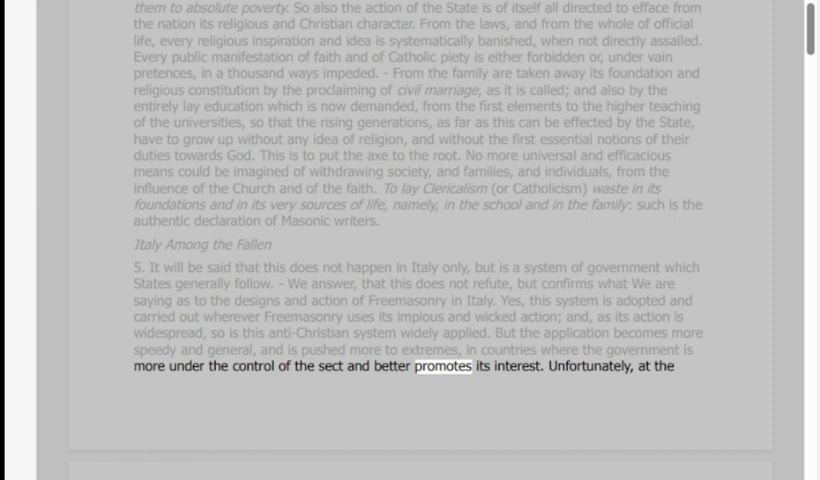 them to absolute poverty. So also the action of the State is of itself all directed to efface from
the nation its religious and Christian character. From the laws, and from the whole of official
life, every religious inspiration and idea is systematically banished, when not directly assailed.
Every public manifestation of faith and of Catholic piety is either forbidden or, under vain
pretences, in a thousand ways impeded. - From the family are taken away its foundation and
religious constitution by the proclaiming of civil marriage, as it is called; and also by the
entirely lay education which is now demanded, from the first elements to the higher teaching
of the universities, so that the rising generations, as far as this can be effected by the State,
have to grow up without any idea of religion, and without the first essential notions of their
duties towards God. This is to put the axe to the root. No more universal and efficacious
means could be imagined of withdrawing society, and families, and individuals, from the
influence of the Church and of the faith. To lay Clericalism (or Catholicism) waste in its
foundations and in its very sources of life, namely, in the school and in the family: such is the
authentic declaration of Masonic writers.
Italy Among the Fallen
5. It will be said that this does not happen in Italy only, but is a system of government which
States generally follow. - We answer, that this does not refute, but confirms what We are
saying as to the designs and action of Freemasonry in Italy. Yes, this system is adopted and
carried out wherever Freemasonry uses its impious and wicked action; and, as its action is
widespread, so is this anti-Christian system widely applied. But the application becomes more
speedy and general, and is pushed more to extremes, in countries where the government is
more under the control of the sect and better promotes its interest. Unfortunately, at the